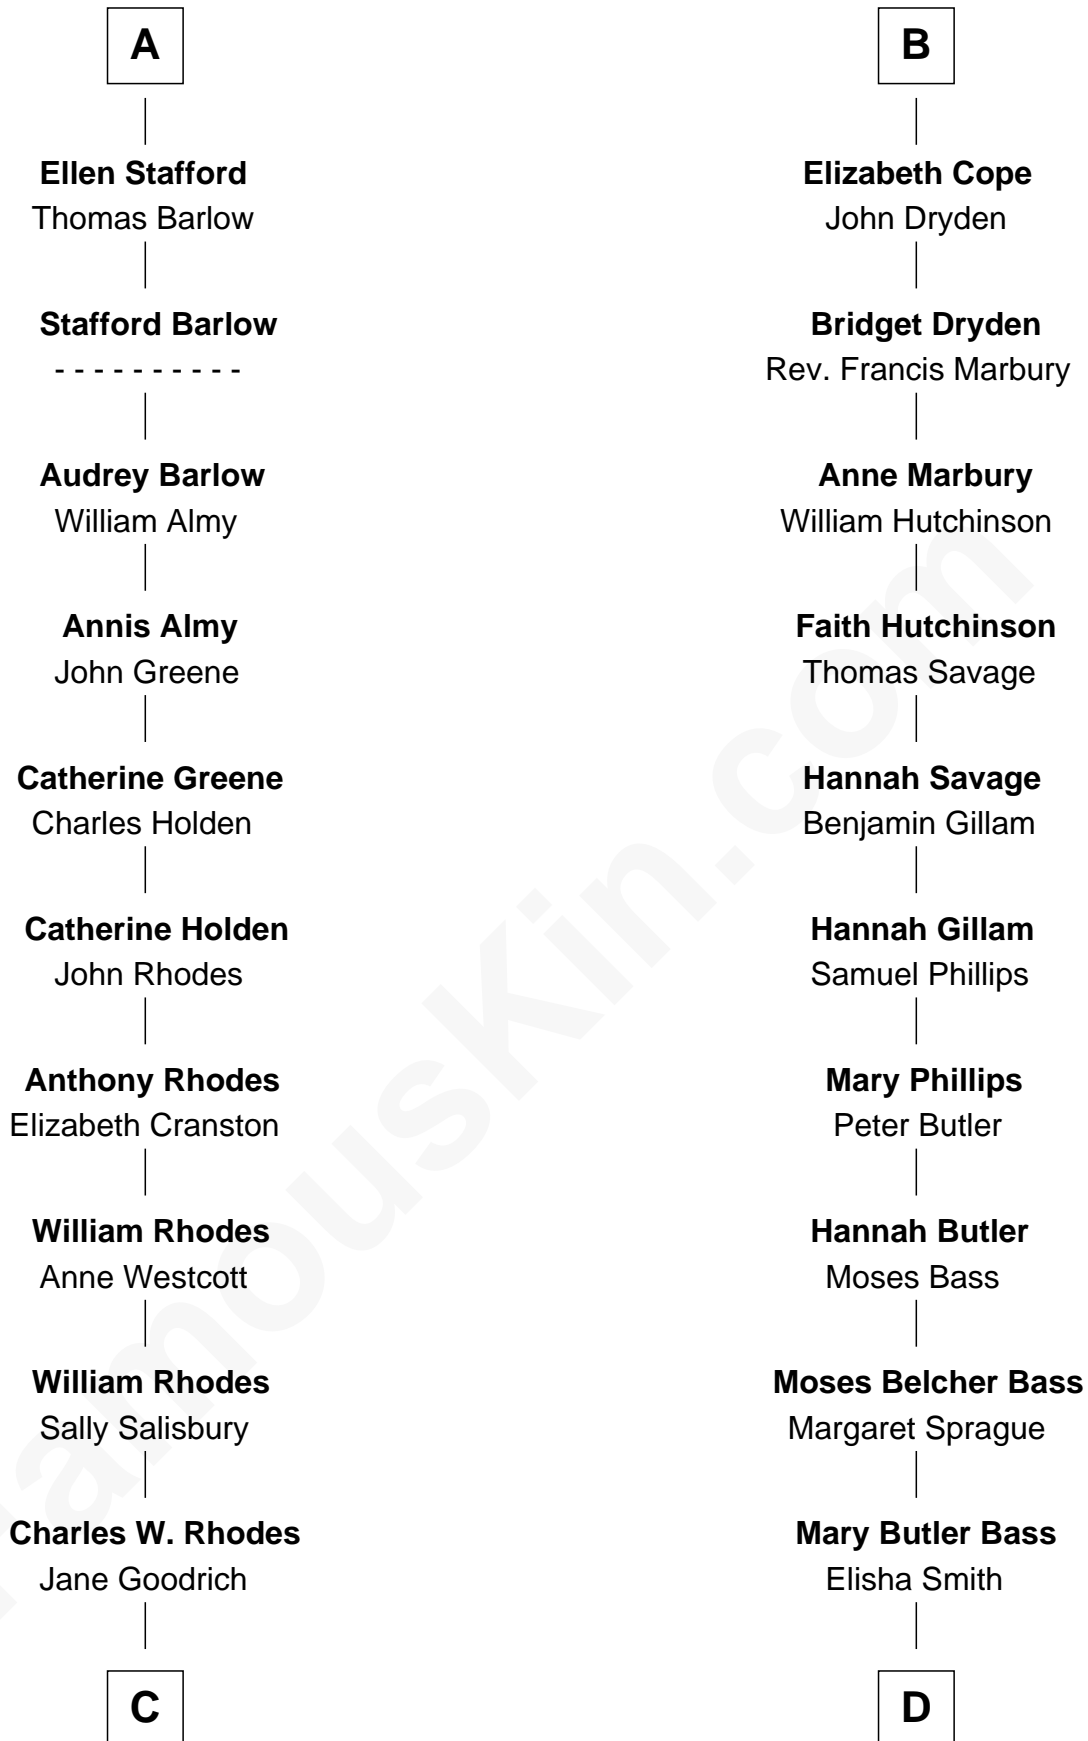 A
Ellen Stafford
Thomas Barlow
Stafford Barlow
- - - - - - - - - -
Audrey Barlow
William Almy
Annis Almy
John Greene
Catherine Greene
Charles Holden
Catherine Holden
John Rhodes
Anthony Rhodes
Elizabeth Cranston
William Rhodes
Anne Westcott
William Rhodes
Sally Salisbury
Charles W. Rhodes
Jane Goodrich
C
B
Elizabeth Cope
John Dryden
Bridget Dryden
Rev. Francis Marbury
Anne Marbury
William Hutchinson
Faith Hutchinson
Thomas Savage
Hannah Savage
Benjamin Gillam
Hannah Gillam
Samuel Phillips
Mary Phillips
Peter Butler
Hannah Butler
Moses Bass
Moses Belcher Bass
Margaret Sprague
Mary Butler Bass
Elisha Smith
D
FamousKin.com